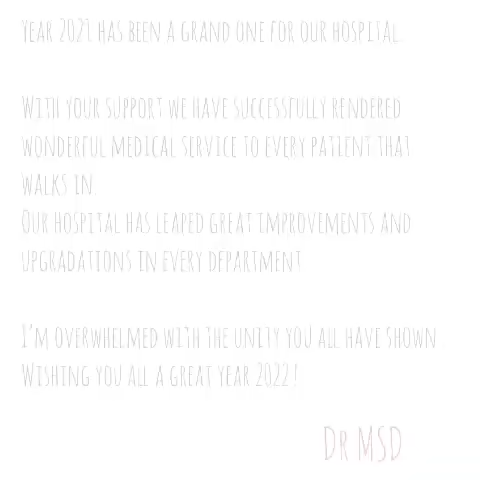 Year 2021 has been a grand one for our hospital.
With your support we have successfully rendered
wonderful medical service to every patient that
walks in.
Our hospital has leaped great improvements and
upgradations in every department
I'm overwhelmed with the unity you all have shown
Wishing you all a great year 2022!
Dr MSD